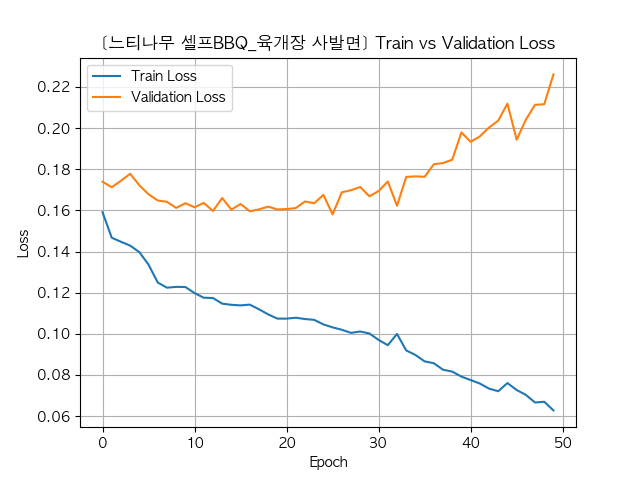 [느티나무 셀프BBQ_육개장 사발면] Train vs Validation Loss
Train Loss
Validation Loss
Loss
0.22
0.20
0.18
0.16
0.14
0.12
0.10
0.08
0.06
0 10 20 30 40 50
Epoch